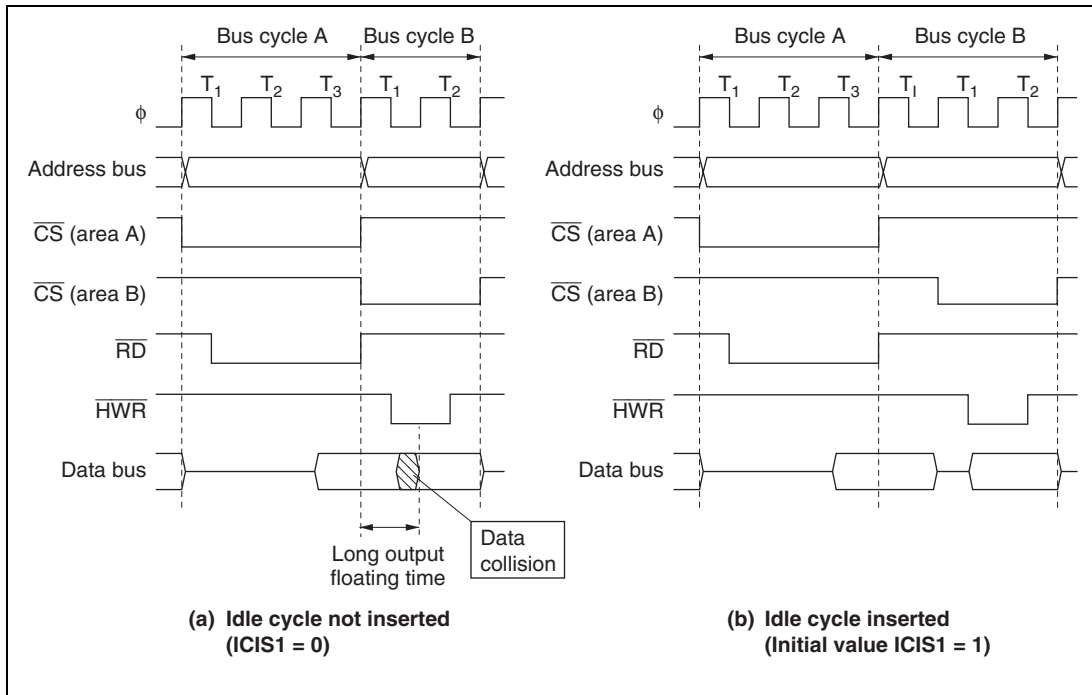 Bus cycle A
Bus cycle B
T1 T2 T3 T1 T2
φ
Address bus
CS (area A)
CS (area B)
RD
HWR
Data bus
Long output
floating time
Data
collision
(a) Idle cycle not inserted
(ICIS1 = 0)
Bus cycle A
Bus cycle B
T1 T2 T3 TI T1 T2
φ
Address bus
CS (area A)
CS (area B)
RD
HWR
Data bus
(b) Idle cycle inserted
(Initial value ICIS1 = 1)